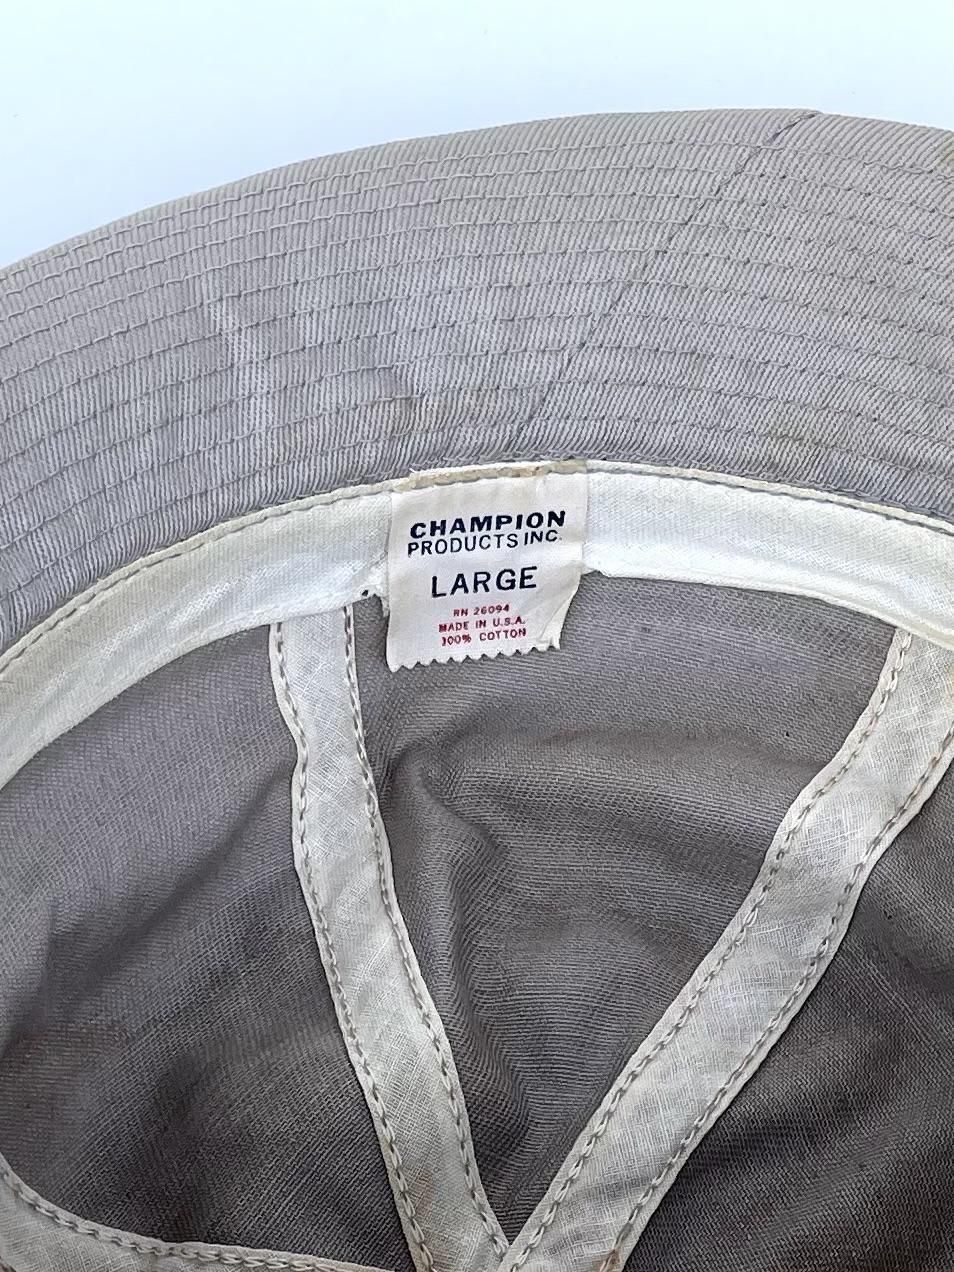 CHAMPION
PRODUCTS INC.
LARGE
RN 26094
MADE IN U.S.A.
100% COTTON